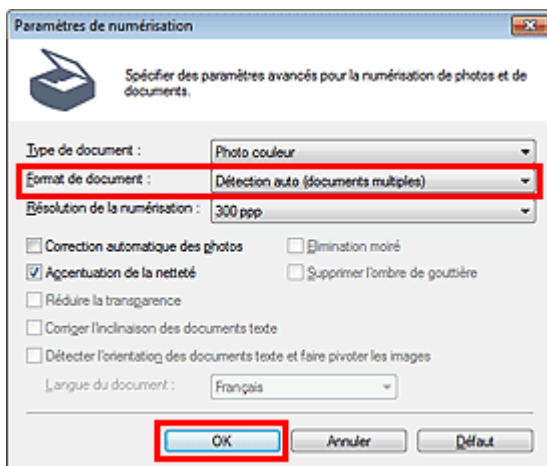 Paramètres de numérisation
Spécifier des paramètres avancés pour la numérisation de photos et de
documents.
Type de document : Photo couleur
Format de document : Détection auto (documents multiples)
Résolution de la numérisation : 300 ppp
Correction automatique des photos Elimination moiré
Accentuation de la netteté Supprimer l'ombre de gouttière
Réduire la transparence
Corriger l'inclinaison des documents texte
Détecter l'orientation des documents texte et faire pivoter les images
Langue du document : Français
OK Annuler Défaut